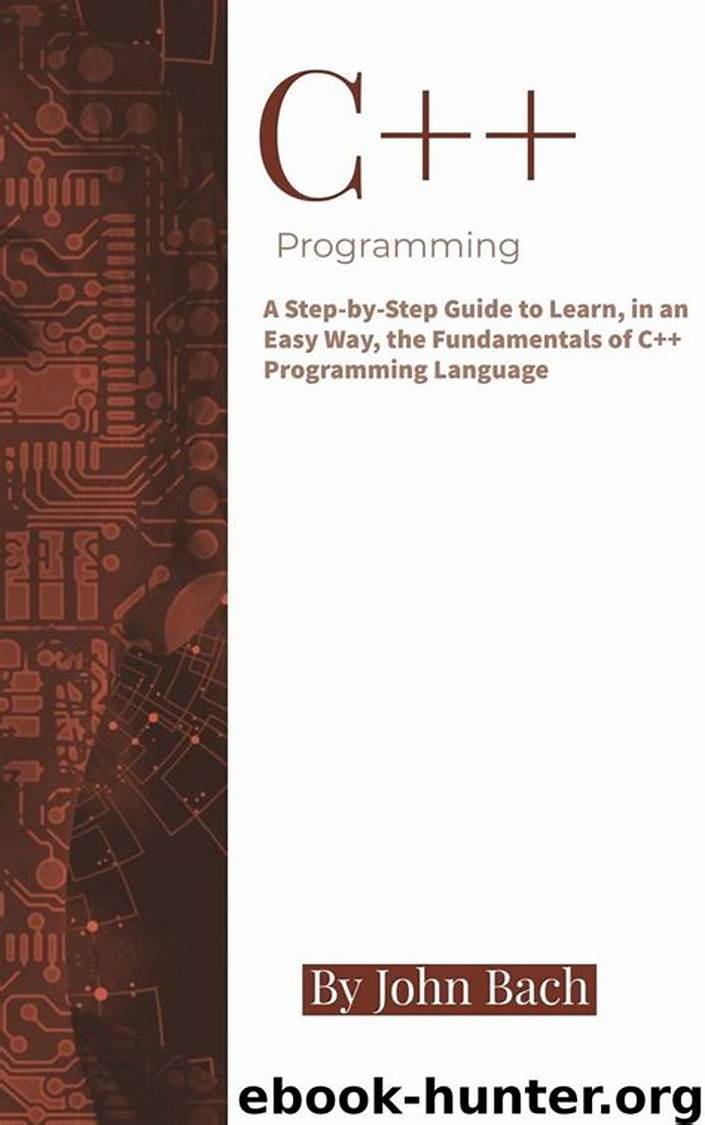 C++
Programming
A Step-by-Step Guide to Learn, in an
Easy Way, the Fundamentals of C++
Programming Language
By John Bach
ebook-hunter.org